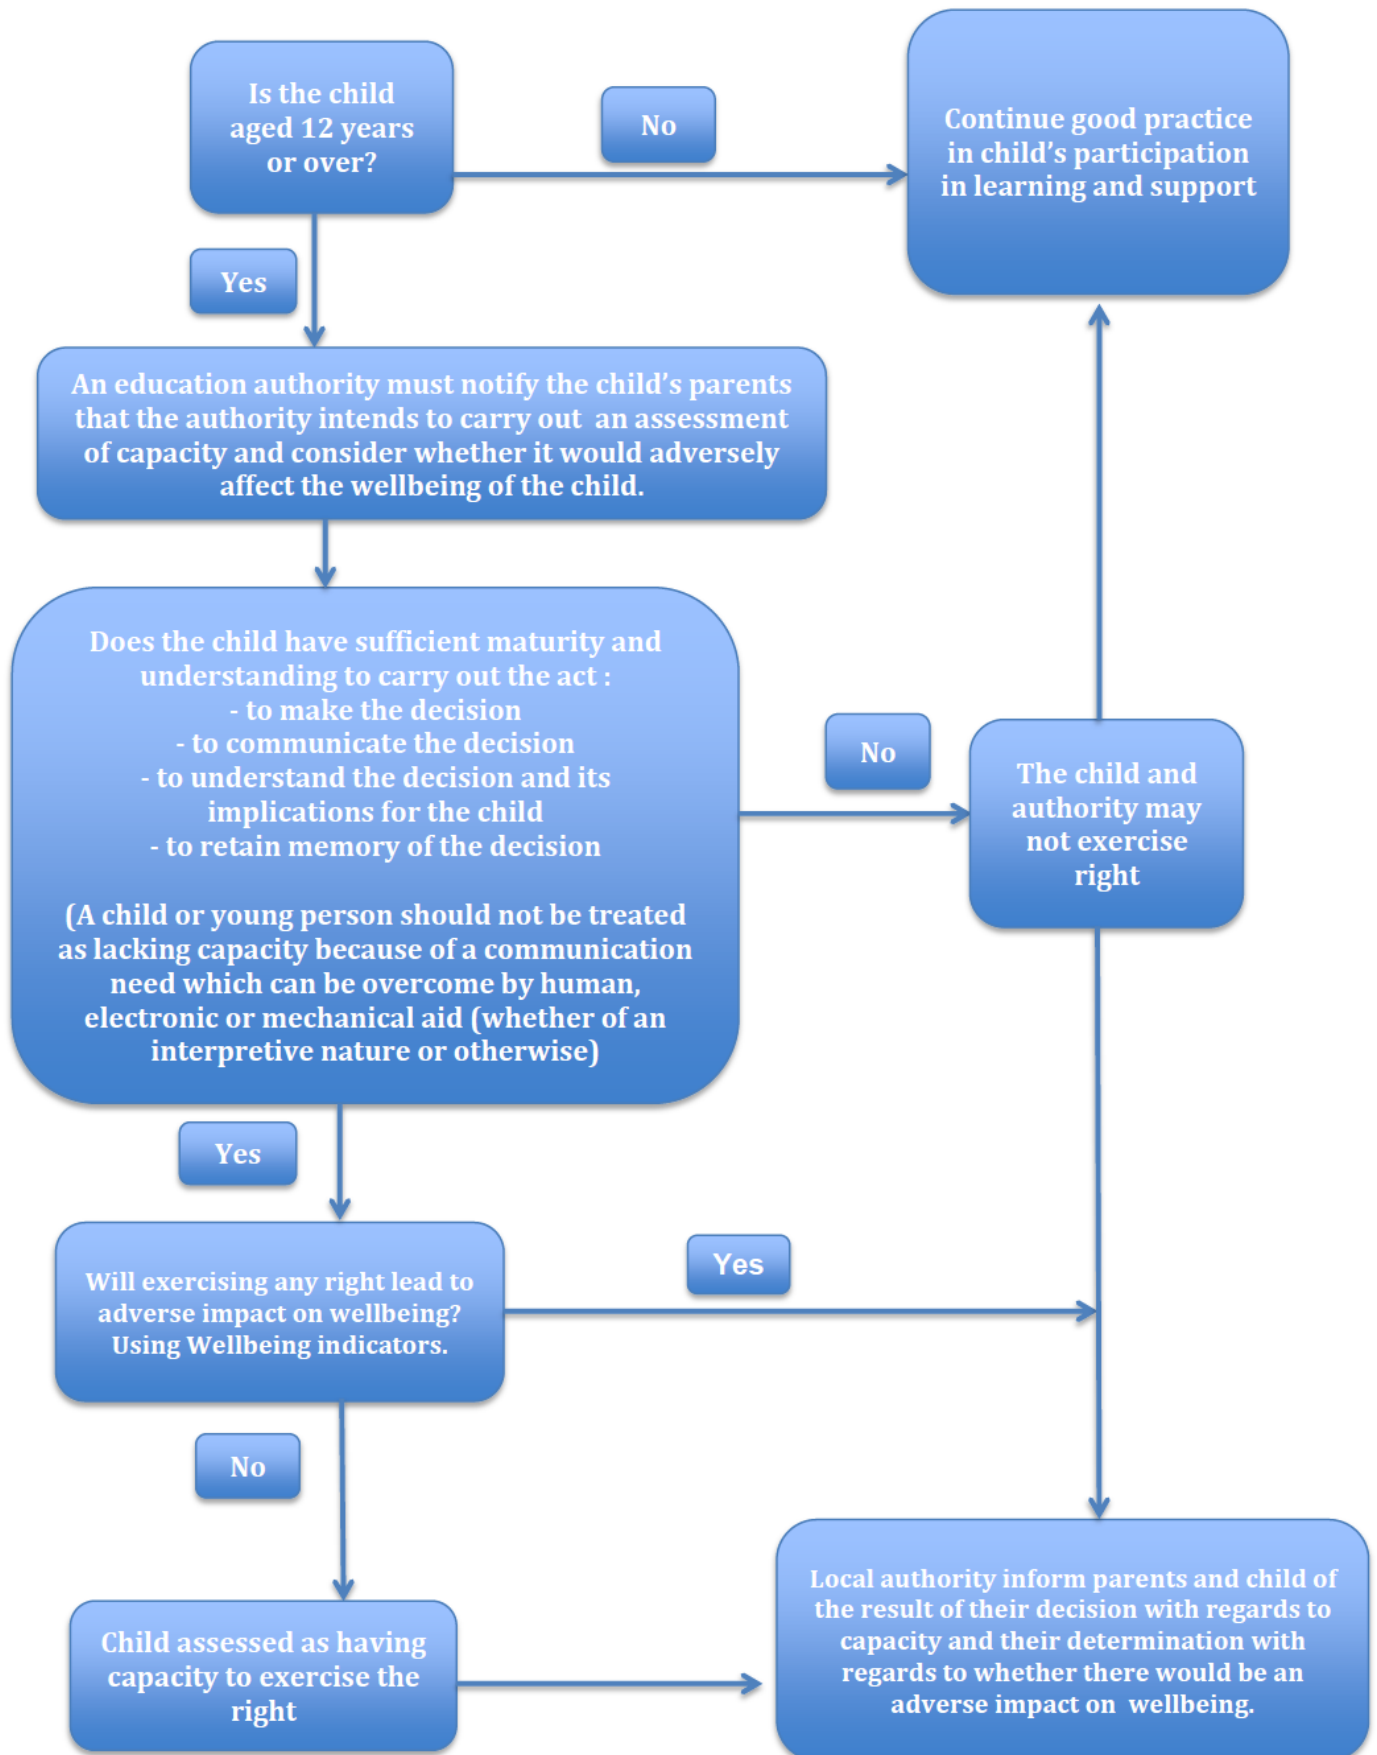 Is the child
aged 12 years
or over?
No
Continue good practice
in child’s participation
in learning and support
Yes
An education authority must notify the child’s parents
that the authority intends to carry out  an assessment
of capacity and consider whether it would adversely
affect the wellbeing of the child.
Does the child have sufficient maturity and
understanding to carry out the act :
- to make the decision
- to communicate the decision
- to understand the decision and its
implications for the child
- to retain memory of the decision
(A child or young person should not be treated
as lacking capacity because of a communication
need which can be overcome by human,
electronic or mechanical aid (whether of an
interpretive nature or otherwise)
No
The child and
authority may
not exercise
right
Yes
Will exercising any right lead to
adverse impact on wellbeing?
Using Wellbeing indicators.
Yes
No
Child assessed as having
capacity to exercise the
right
Local authority inform parents and child of
the result of their decision with regards to
capacity and their determination with
regards to whether there would be an
adverse impact on  wellbeing.